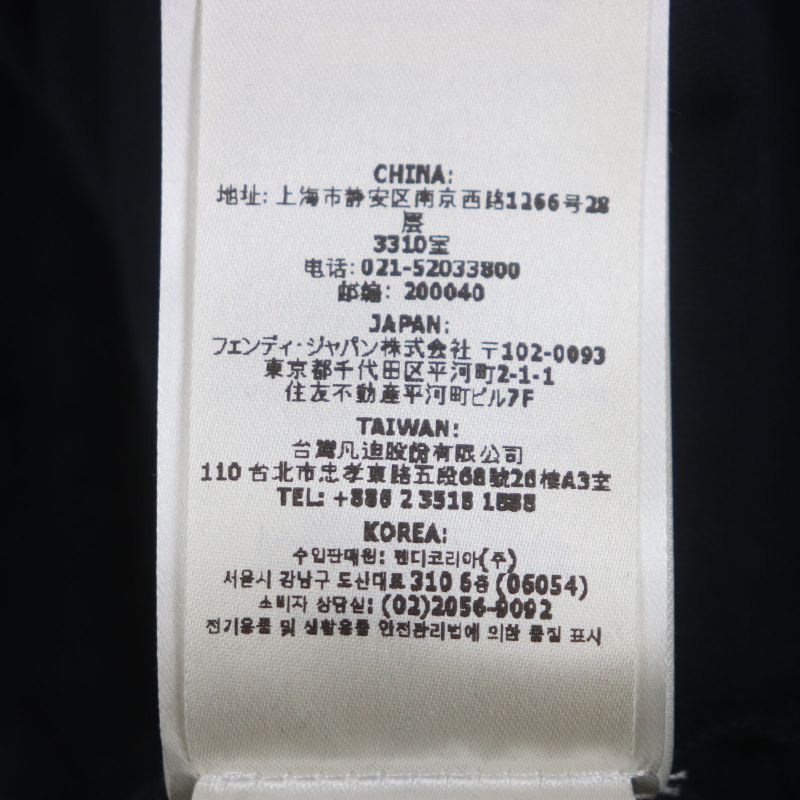 CHINA:
地址: 上海市静安区南京西路1266号28
层
3310室
电话: 021-52033800
邮编: 200040
JAPAN:
フェンディ・ジャパン株式会社 〒102-0093
東京都千代田区平河町2-1-1
住友不動産平河町ビル7F
TAIWAN:
台灣凡迪股份有限公司
110 台北市忠孝東路五段68號26樓A3室
TEL: +886 2 3518 1888
KOREA:
수입판매원: 펜디코리아(주)
서울시 강남구 도산대로 310 6층 (06054)
소비자 상담실: (02)2056-9092
전기용품 및 생활용품 안전관리법에 의한 품질 표시